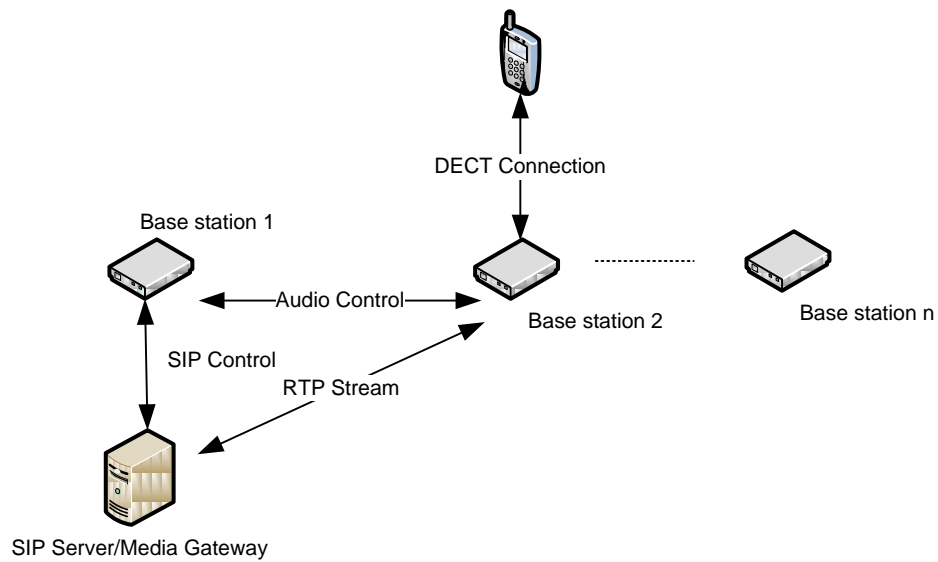 DECT Connection
Base station 1
Audio Control
Base station 2
Base station n
SIP Control
RTP Stream
SIP Server/Media Gateway